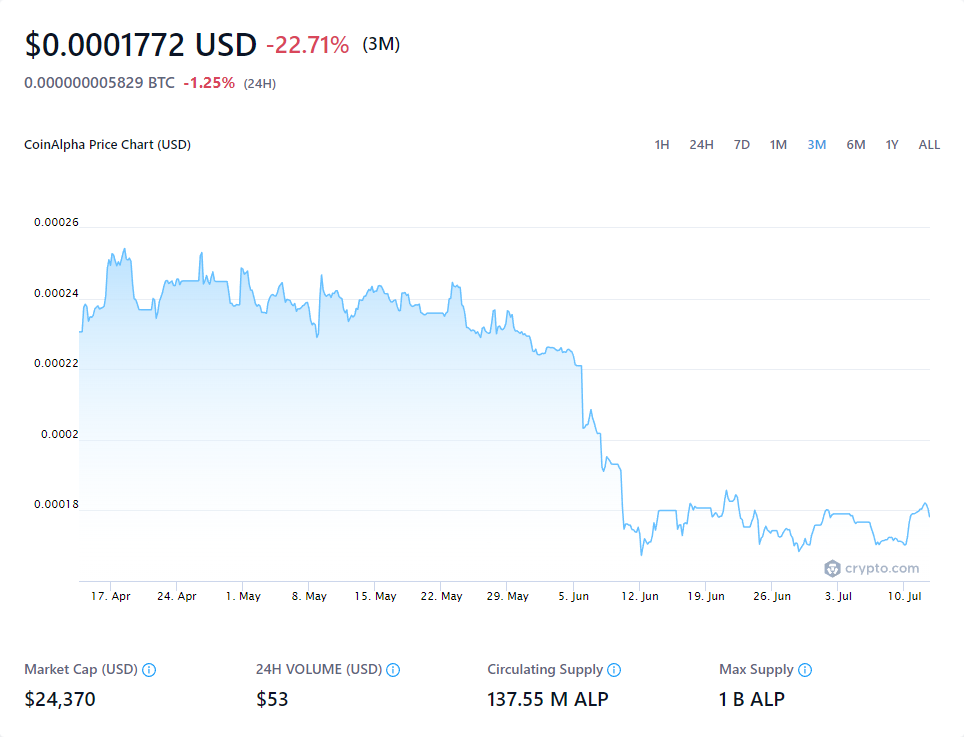 $0.0001772 USD -22.71% (3M)
0.000000005829 BTC -1.25% (24H)
CoinAlpha Price Chart (USD) 1H 24H 7D 1M 3M 6M 1Y ALL
0.00026
0.00024
0.00022
0.0002
0.00018
crypto.com
17. Apr 24. Apr 1. May 8. May 15. May 22. May 29. May 5. Jun 12. Jun 19. Jun 26. Jun 3. Jul 10. Jul
Market Cap (USD) 24H VOLUME (USD) Circulating Supply Max Supply
$24,370 $53 137.55 M ALP 1 B ALP